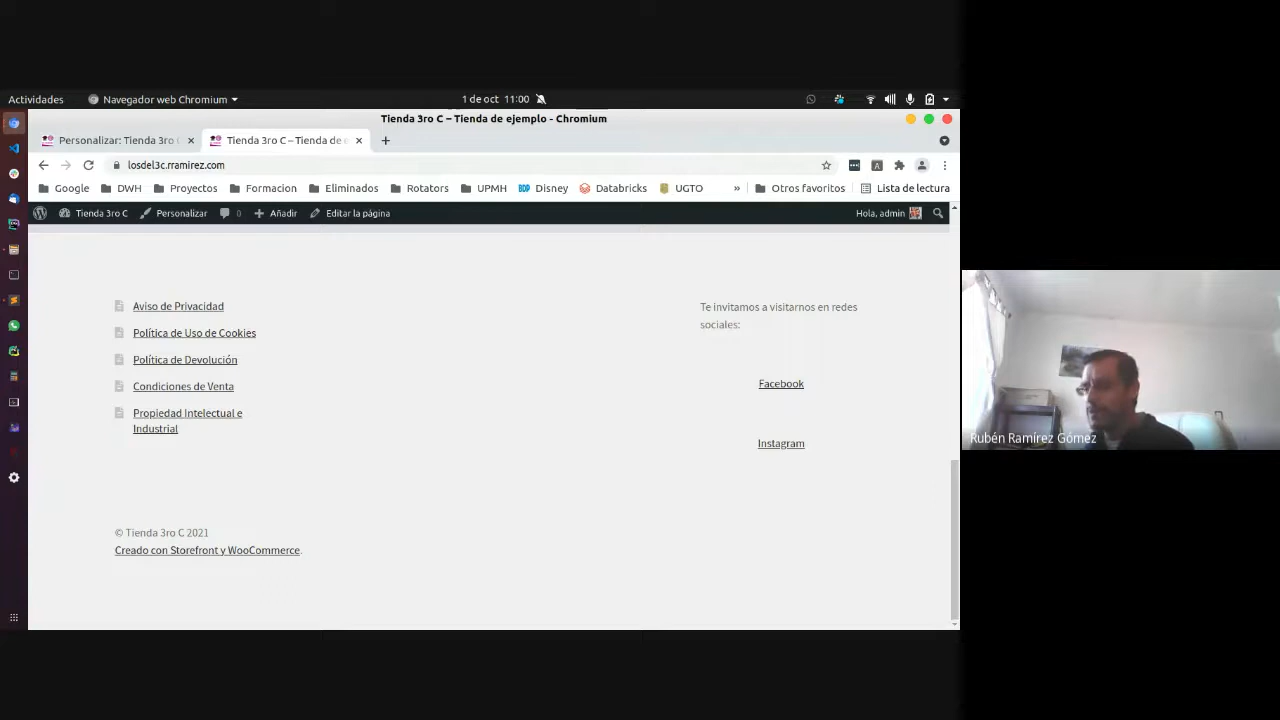 Actividades Navegador web Chromium 1 de oct 11:00
Tienda 3ro C – Tienda de ejemplo - Chromium
Personalizar: Tienda 3ro Tienda 3ro C – Tienda de e
losdel3c.rramirez.com
Google DWH Proyectos Formacion Eliminados Rotators UPMH Disney Databricks UGTO » Otros favoritos Lista de lectura
Tienda 3ro C Personalizar 0 Añadir Editar la página Hola, admin
Aviso de Privacidad
Política de Uso de Cookies
Política de Devolución
Condiciones de Venta
Propiedad Intelectual e
Industrial
Te invitamos a visitarnos en redes
sociales:
Facebook
Instagram
© Tienda 3ro C 2021
Creado con Storefront y WooCommerce.
Rubén Ramírez Gómez